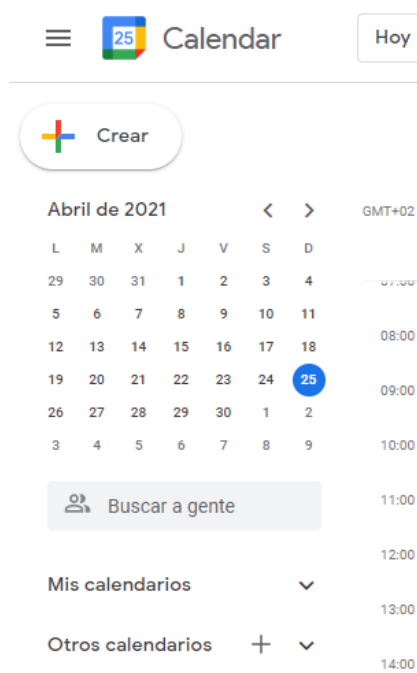 25 Calendar Hoy
Crear
Abril de 2021
GMT+02
L M X J V S D
29 30 31 1 2 3 4
07:00
5 6 7 8 9 10 11
08:00
12 13 14 15 16 17 18
19 20 21 22 23 24 25
09:00
26 27 28 29 30 1 2
3 4 5 6 7 8 9
10:00
Buscar a gente
11:00
12:00
Mis calendarios
13:00
Otros calendarios
14:00